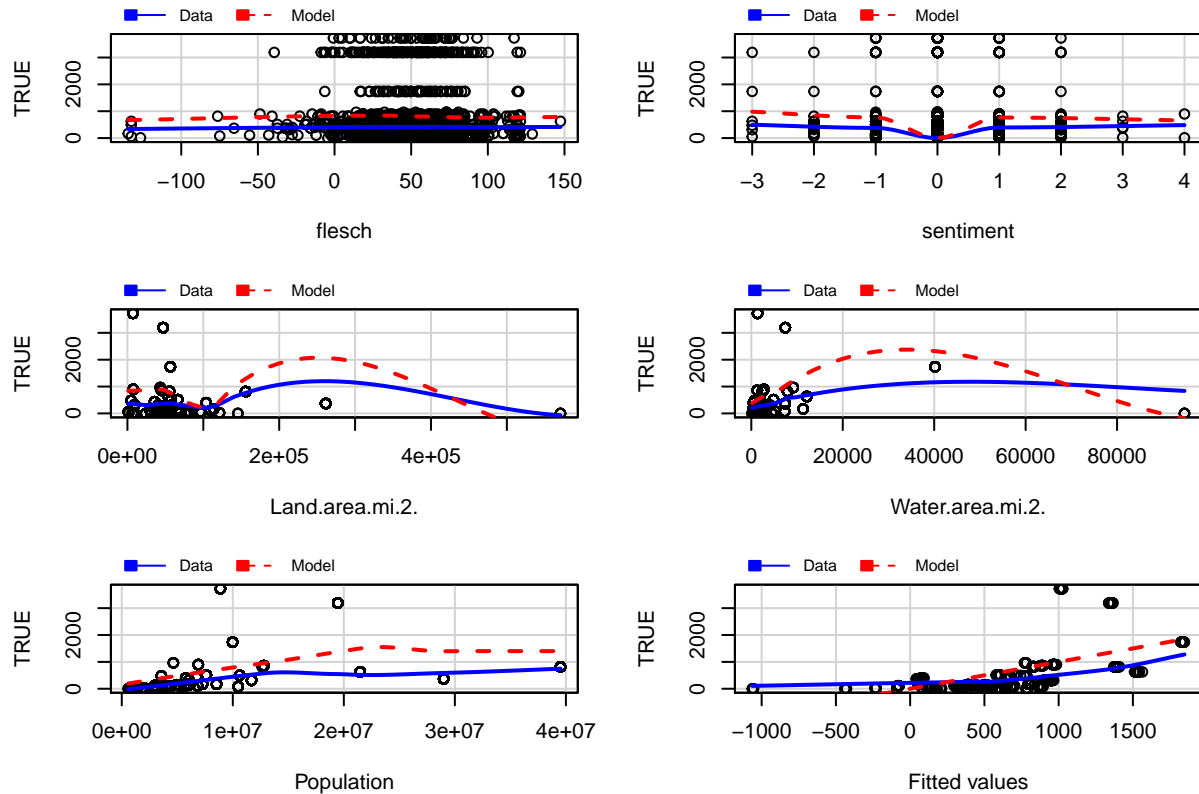 Data Model
TRUE
2000
0
−100 −50 0 50 100 150
flesch
Data Model
TRUE
2000
0
−3 −2 −1 0 1 2 3 4
sentiment
Data Model
TRUE
2000
0
0e+00 2e+05 4e+05
Land.area.mi.2.
Data Model
TRUE
2000
0
0 20000 40000 60000 80000
Water.area.mi.2.
Data Model
TRUE
2000
0
0e+00 1e+07 2e+07 3e+07 4e+07
Population
Data Model
TRUE
2000
0
−1000 −500 0 500 1000 1500
Fitted values